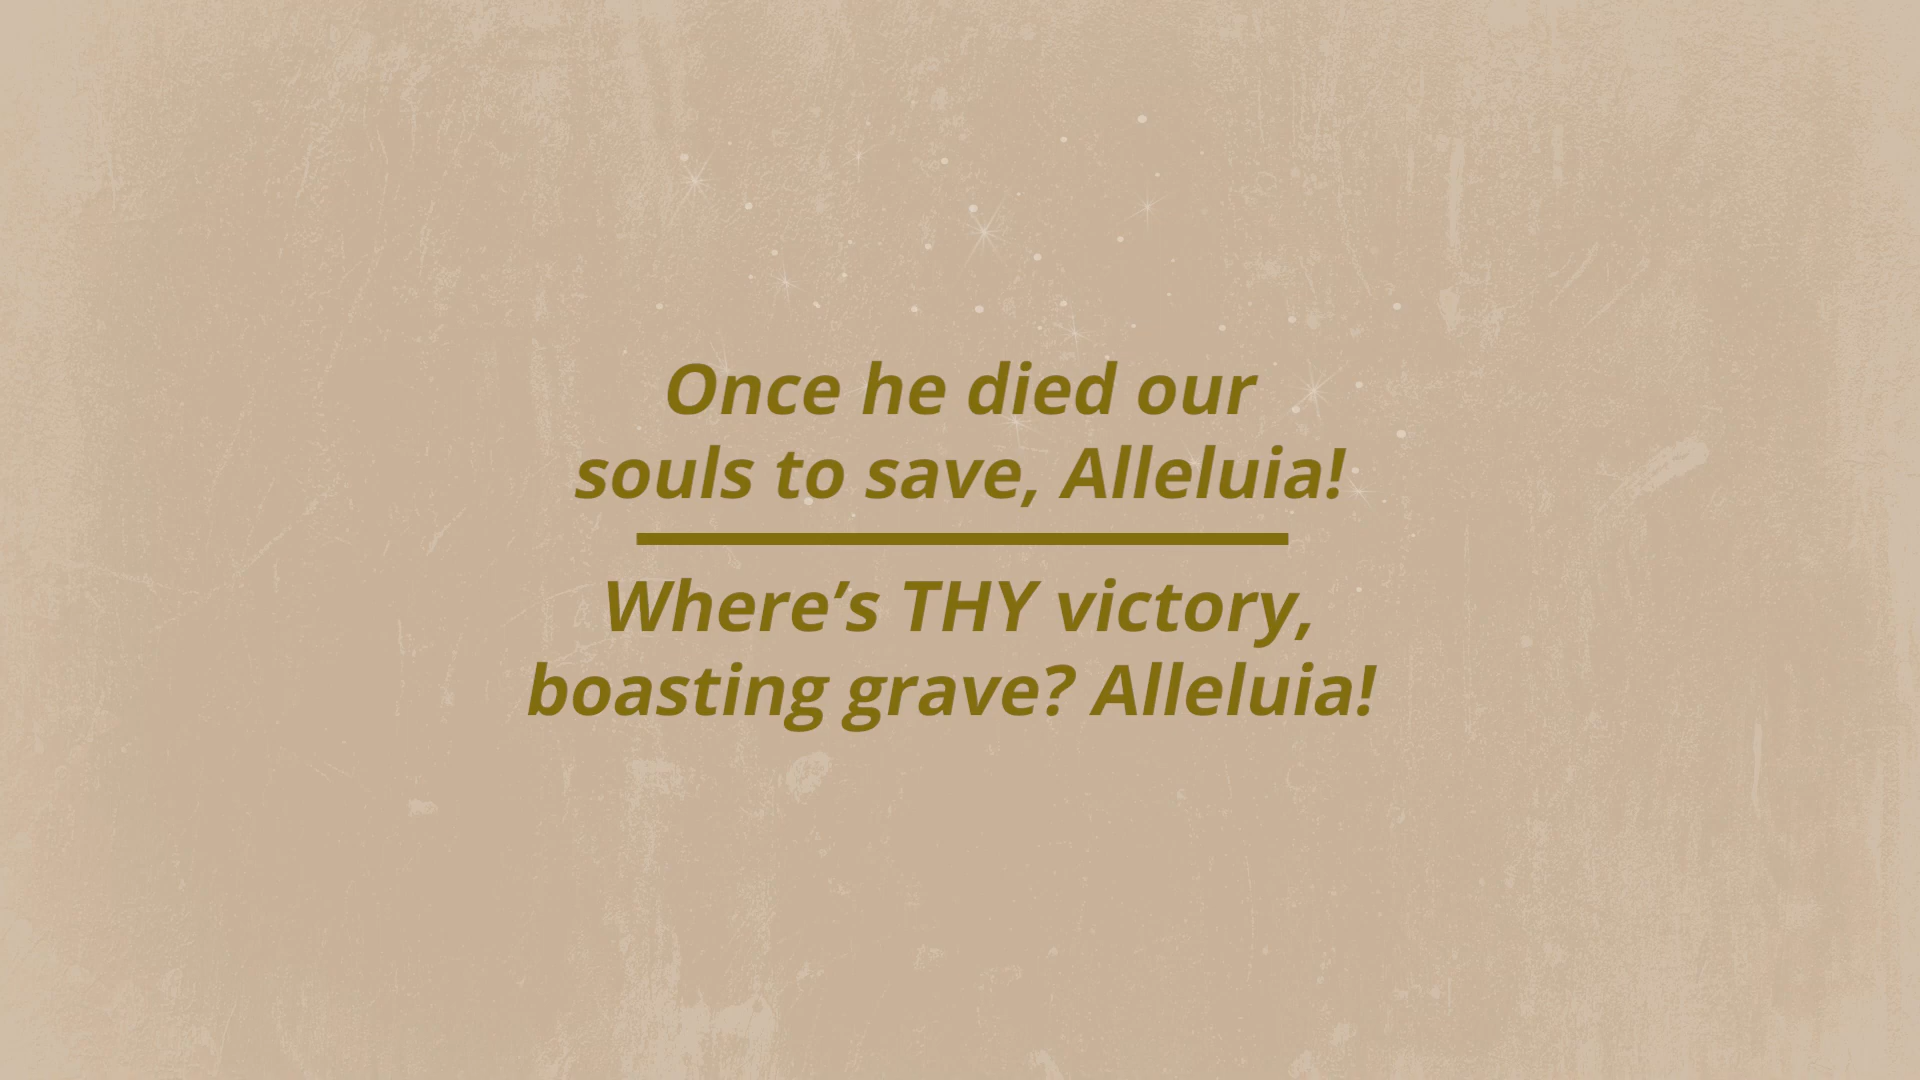 Once he died our
souls to save, Alleluia!
Where’s THY victory,
boasting grave? Alleluia!